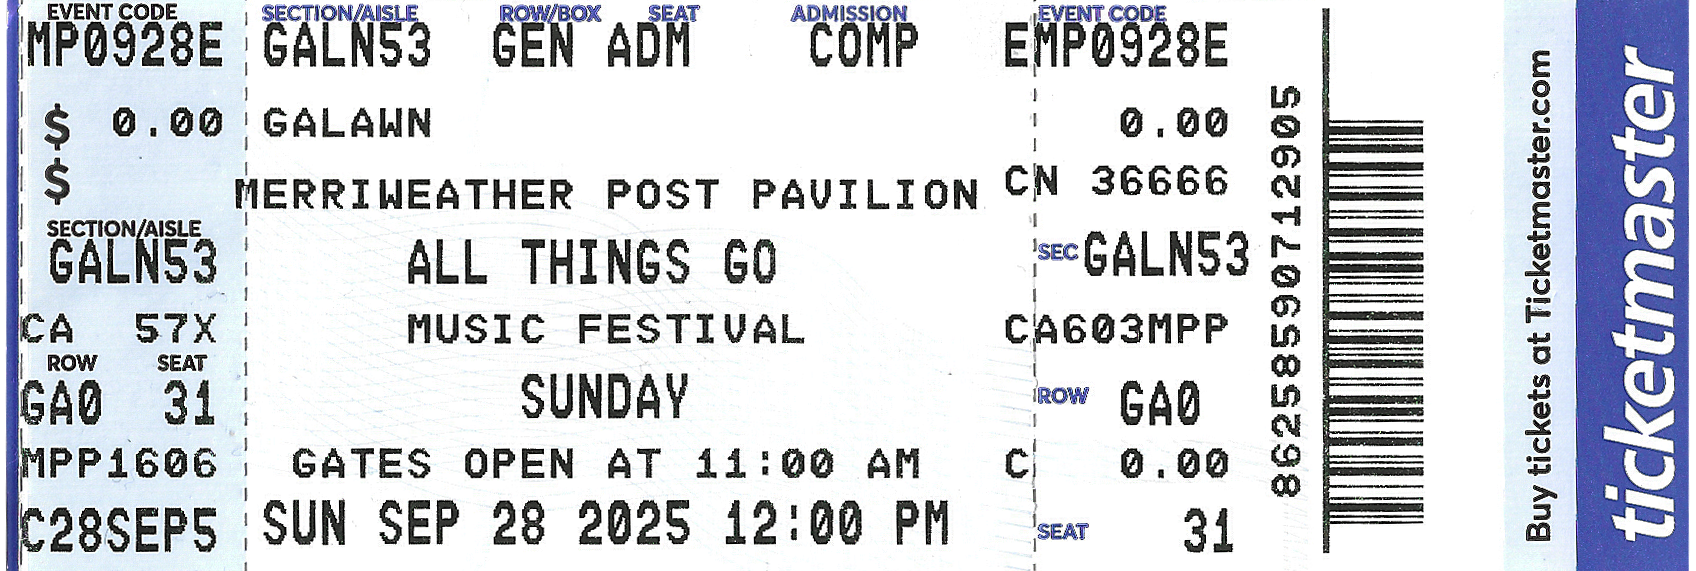 EVENT CODE
MP0928E
$ 0.00
$
SECTION/AISLE
GALN53
CA 57X
ROW SEAT
GA0 31
MPP1606
C28SEP5
SECTION/AISLE ROW/BOX SEAT ADMISSION
GALN53 GEN ADM COMP
GALAWN
MERRIWEATHER POST PAVILION
ALL THINGS GO
MUSIC FESTIVAL
SUNDAY
GATES OPEN AT 11:00 AM
SUN SEP 28 2025 12:00 PM
EVENT CODE
EMP0928E
0.00
CN 36666
SEC GALN53
CA603MPP
ROW GA0
C 0.00
SEAT 31
86258590712905
Buy tickets at Ticketmaster.com
ticketmaster